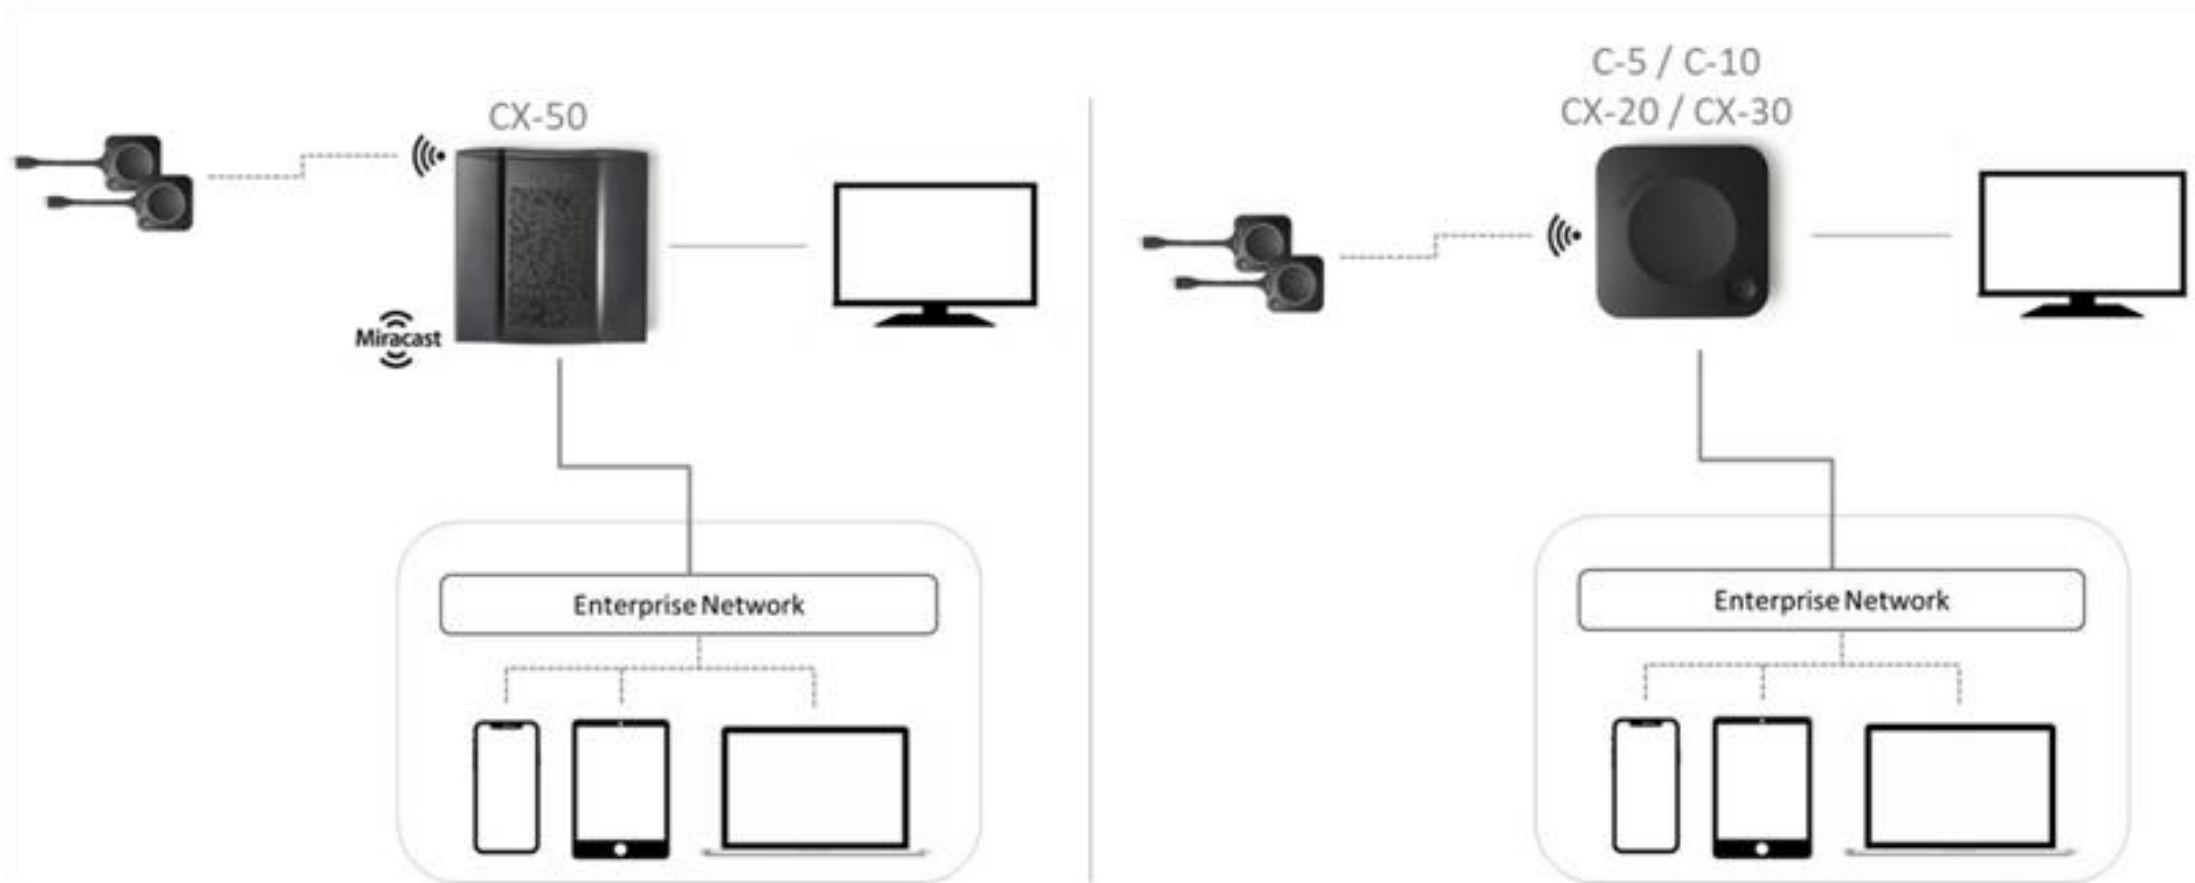 CX-50
Miracast
Enterprise Network
C-5 / C-10
CX-20 / CX-30
Enterprise Network